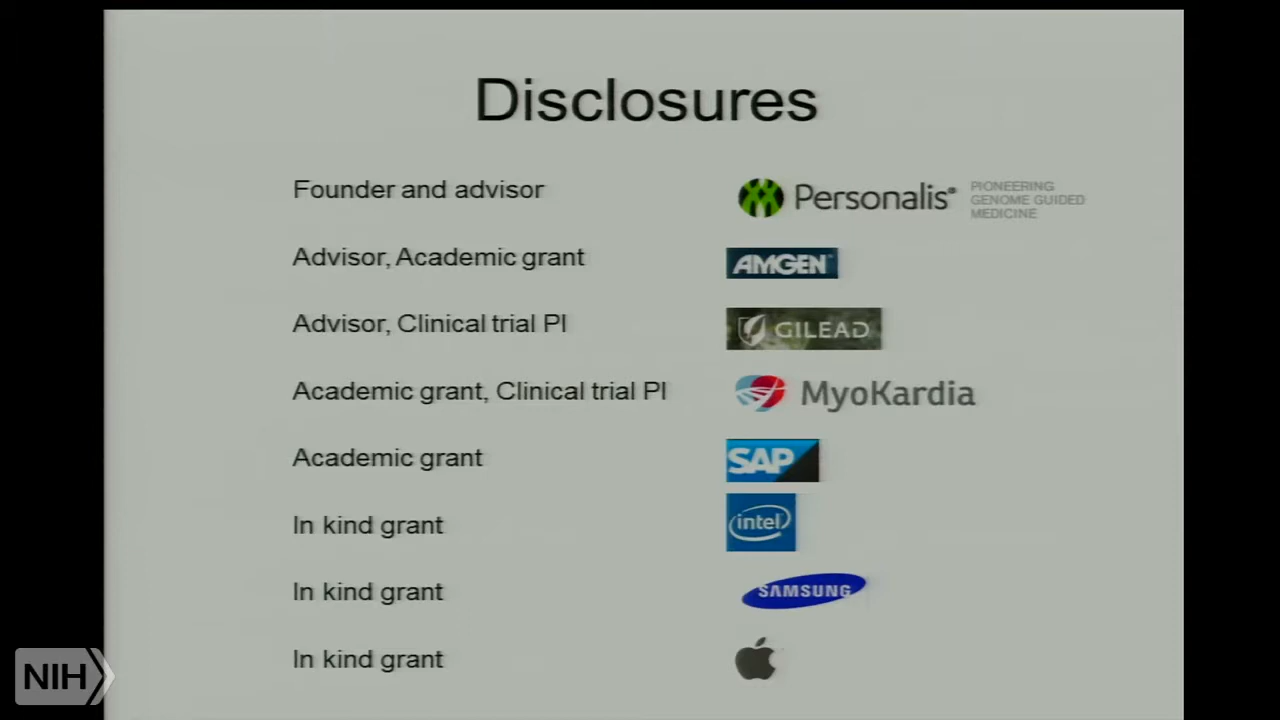 Disclosures
Founder and advisor
Personalis®
PIONEERING
GENOME GUIDED
MEDICINE
Advisor, Academic grant
AMGEN®
Advisor, Clinical trial PI
GILEAD
Academic grant, Clinical trial PI
MyoKardia
Academic grant
SAP
In kind grant
intel
In kind grant
SAMSUNG
In kind grant
NIH